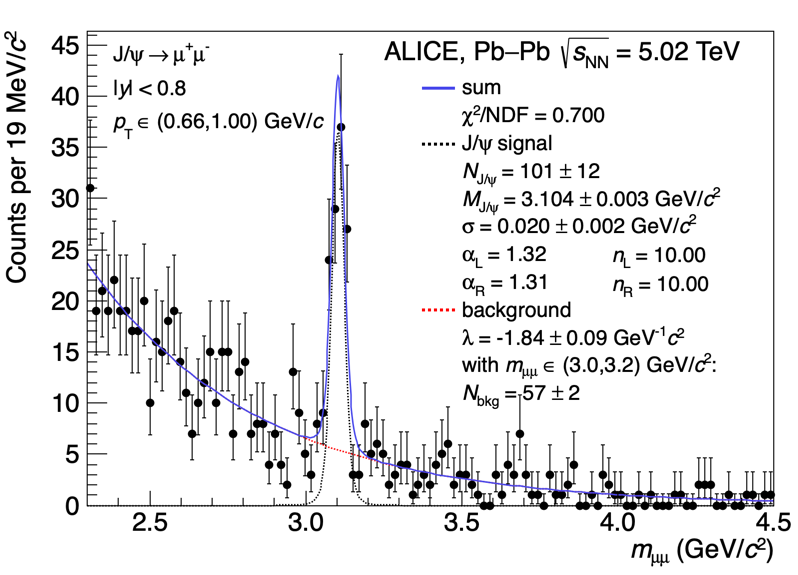 J/ψ → μ⁺μ⁻
|y| < 0.8
p_T ∈ (0.66,1.00) GeV/c
ALICE, Pb–Pb √s_NN = 5.02 TeV
sum
χ²/NDF = 0.700
J/ψ signal
N_J/ψ = 101 ± 12
M_J/ψ = 3.104 ± 0.003 GeV/c²
σ = 0.020 ± 0.002 GeV/c²
α_L = 1.32 n_L = 10.00
α_R = 1.31 n_R = 10.00
background
λ = -1.84 ± 0.09 GeV⁻¹c²
with m_μμ ∈ (3.0,3.2) GeV/c²:
N_bkg = 57 ± 2
Counts per 19 MeV/c²
45
40
35
30
25
20
15
10
5
0
2.5 3.0 3.5 4.0 4.5
m_μμ (GeV/c²)